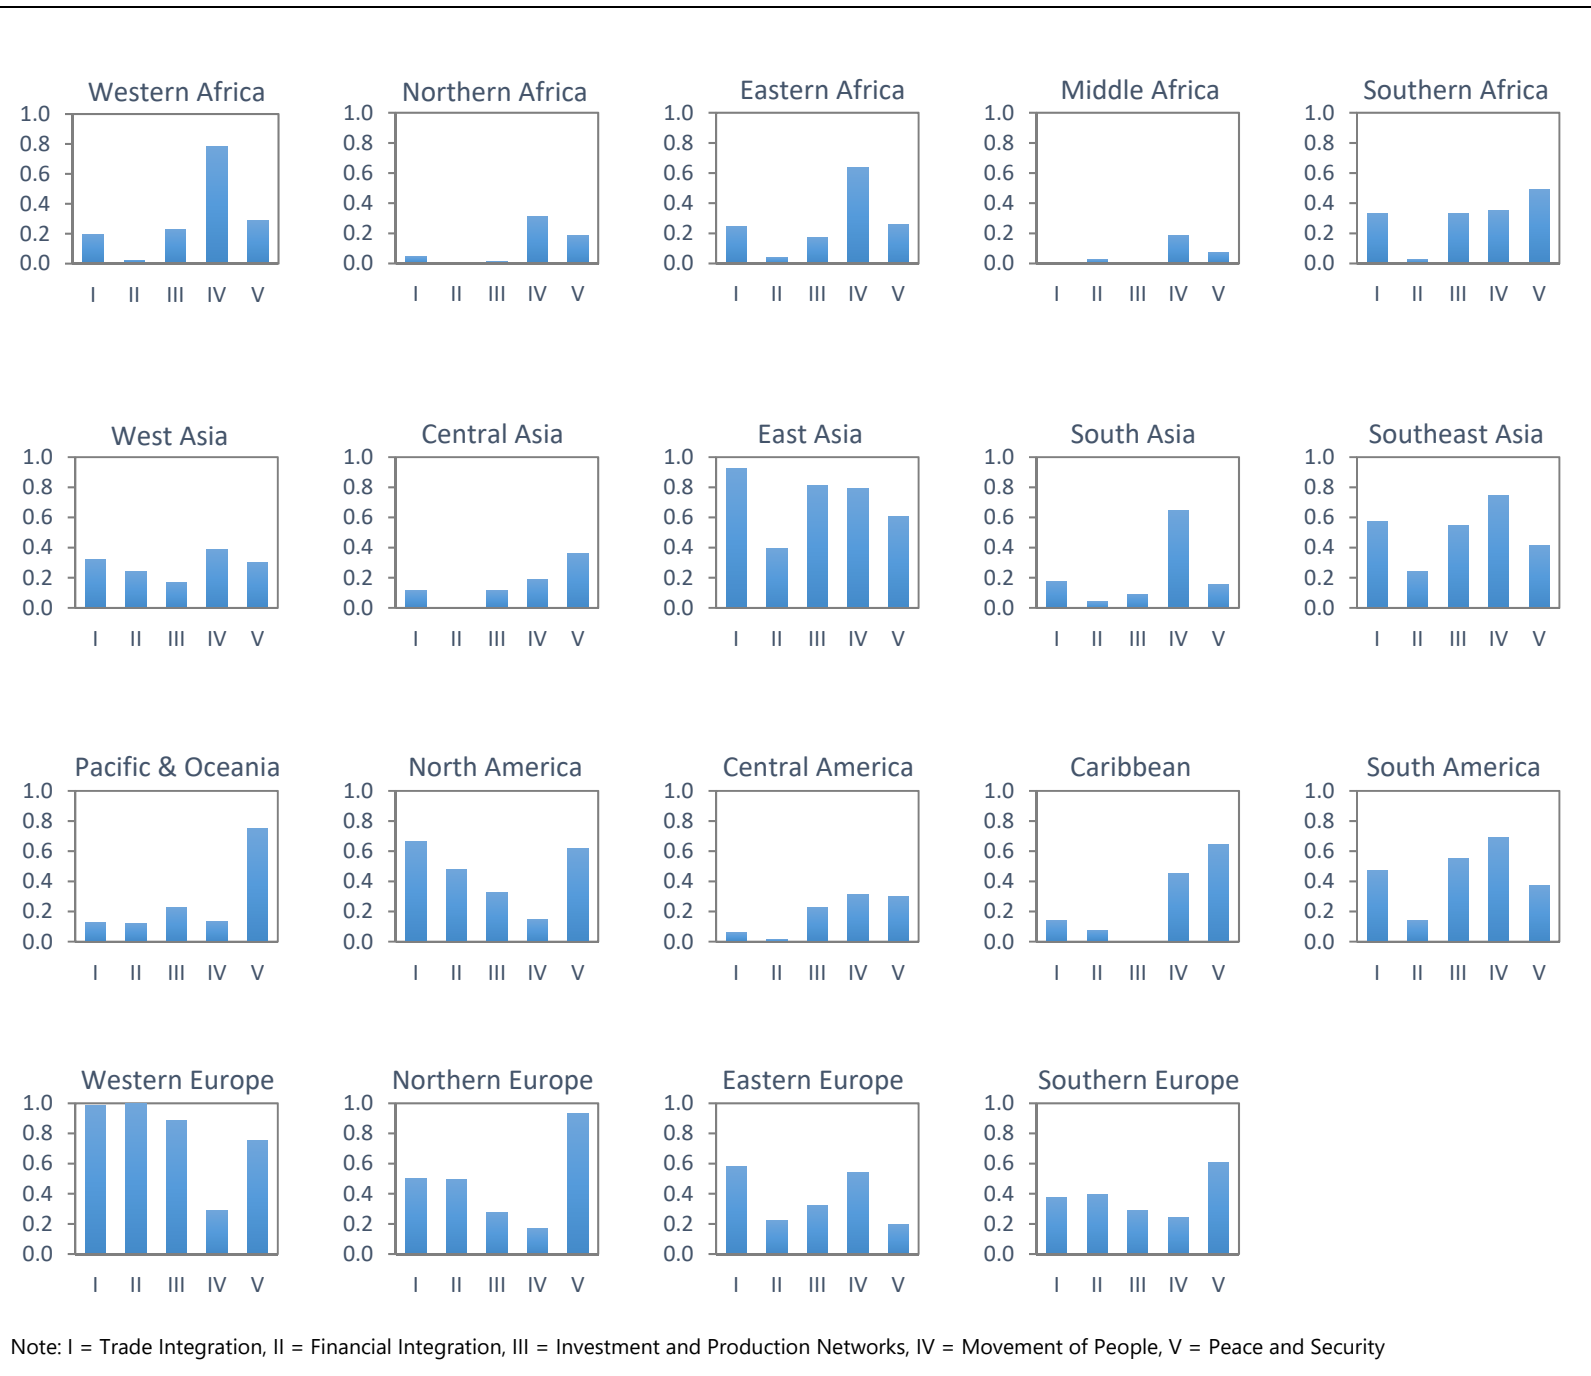 Western Africa
1.0
0.8
0.6
0.4
0.2
0.0
I II III IV V
Northern Africa
1.0
0.8
0.6
0.4
0.2
0.0
I II III IV V
Eastern Africa
1.0
0.8
0.6
0.4
0.2
0.0
I II III IV V
Middle Africa
1.0
0.8
0.6
0.4
0.2
0.0
I II III IV V
Southern Africa
1.0
0.8
0.6
0.4
0.2
0.0
I II III IV V
West Asia
1.0
0.8
0.6
0.4
0.2
0.0
I II III IV V
Central Asia
1.0
0.8
0.6
0.4
0.2
0.0
I II III IV V
East Asia
1.0
0.8
0.6
0.4
0.2
0.0
I II III IV V
South Asia
1.0
0.8
0.6
0.4
0.2
0.0
I II III IV V
Southeast Asia
1.0
0.8
0.6
0.4
0.2
0.0
I II III IV V
Pacific & Oceania
1.0
0.8
0.6
0.4
0.2
0.0
I II III IV V
North America
1.0
0.8
0.6
0.4
0.2
0.0
I II III IV V
Central America
1.0
0.8
0.6
0.4
0.2
0.0
I II III IV V
Caribbean
1.0
0.8
0.6
0.4
0.2
0.0
I II III IV V
South America
1.0
0.8
0.6
0.4
0.2
0.0
I II III IV V
Western Europe
1.0
0.8
0.6
0.4
0.2
0.0
I II III IV V
Northern Europe
1.0
0.8
0.6
0.4
0.2
0.0
I II III IV V
Eastern Europe
1.0
0.8
0.6
0.4
0.2
0.0
I II III IV V
Southern Europe
1.0
0.8
0.6
0.4
0.2
0.0
I II III IV V
Note: I = Trade Integration, II = Financial Integration, III = Investment and Production Networks, IV = Movement of People, V = Peace and Security